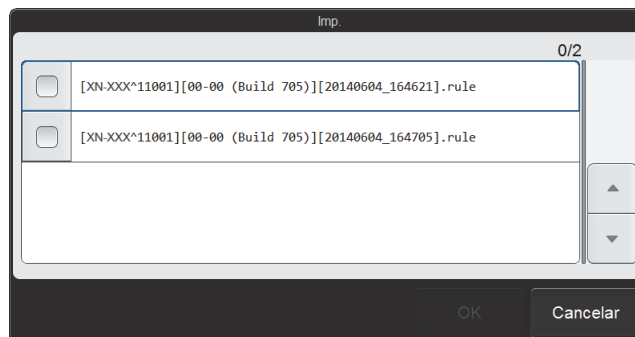 Imp.
0/2
[XN-XXX^11001][00-00 (Build 705)][20140604_164621].rule
[XN-XXX^11001][00-00 (Build 705)][20140604_164705].rule
OK
Cancelar